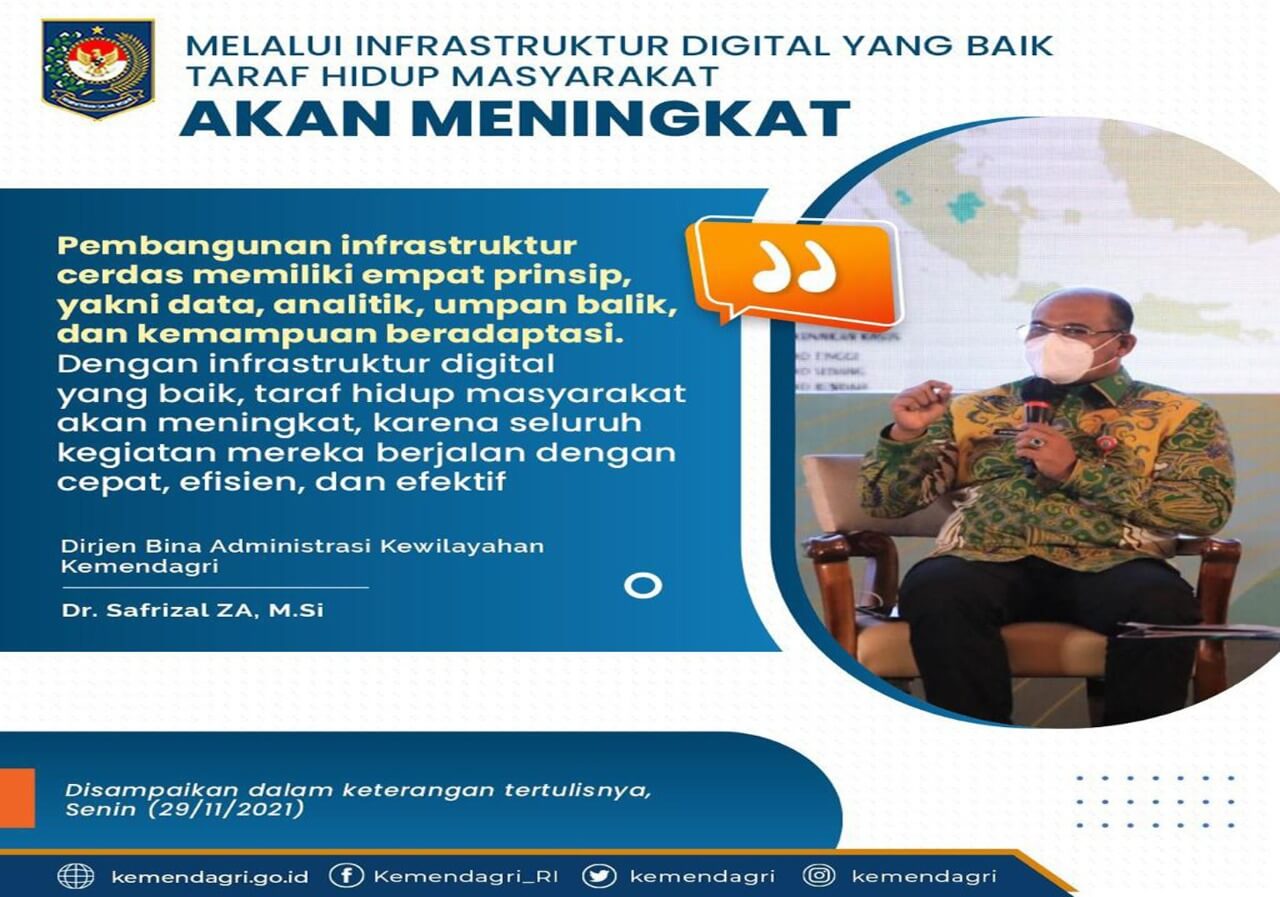 MELALUI INFRASTRUKTUR DIGITAL YANG BAIK
TARAF HIDUP MASYARAKAT
AKAN MENINGKAT
Pembangunan infrastruktur
cerdas memiliki empat prinsip,
yakni data, analitik, umpan balik,
dan kemampuan beradaptasi.
Dengan infrastruktur digital
yang baik, taraf hidup masyarakat
akan meningkat, karena seluruh
kegiatan mereka berjalan dengan
cepat, efisien, dan efektif
Dirjen Bina Administrasi Kewilayahan
Kemendagri
Dr. Safrizal ZA, M.Si
Disampaikan dalam keterangan tertulisnya,
Senin (29/11/2021)
kemendagri.go.id Kemendagri_RI kemendagri kemendagri